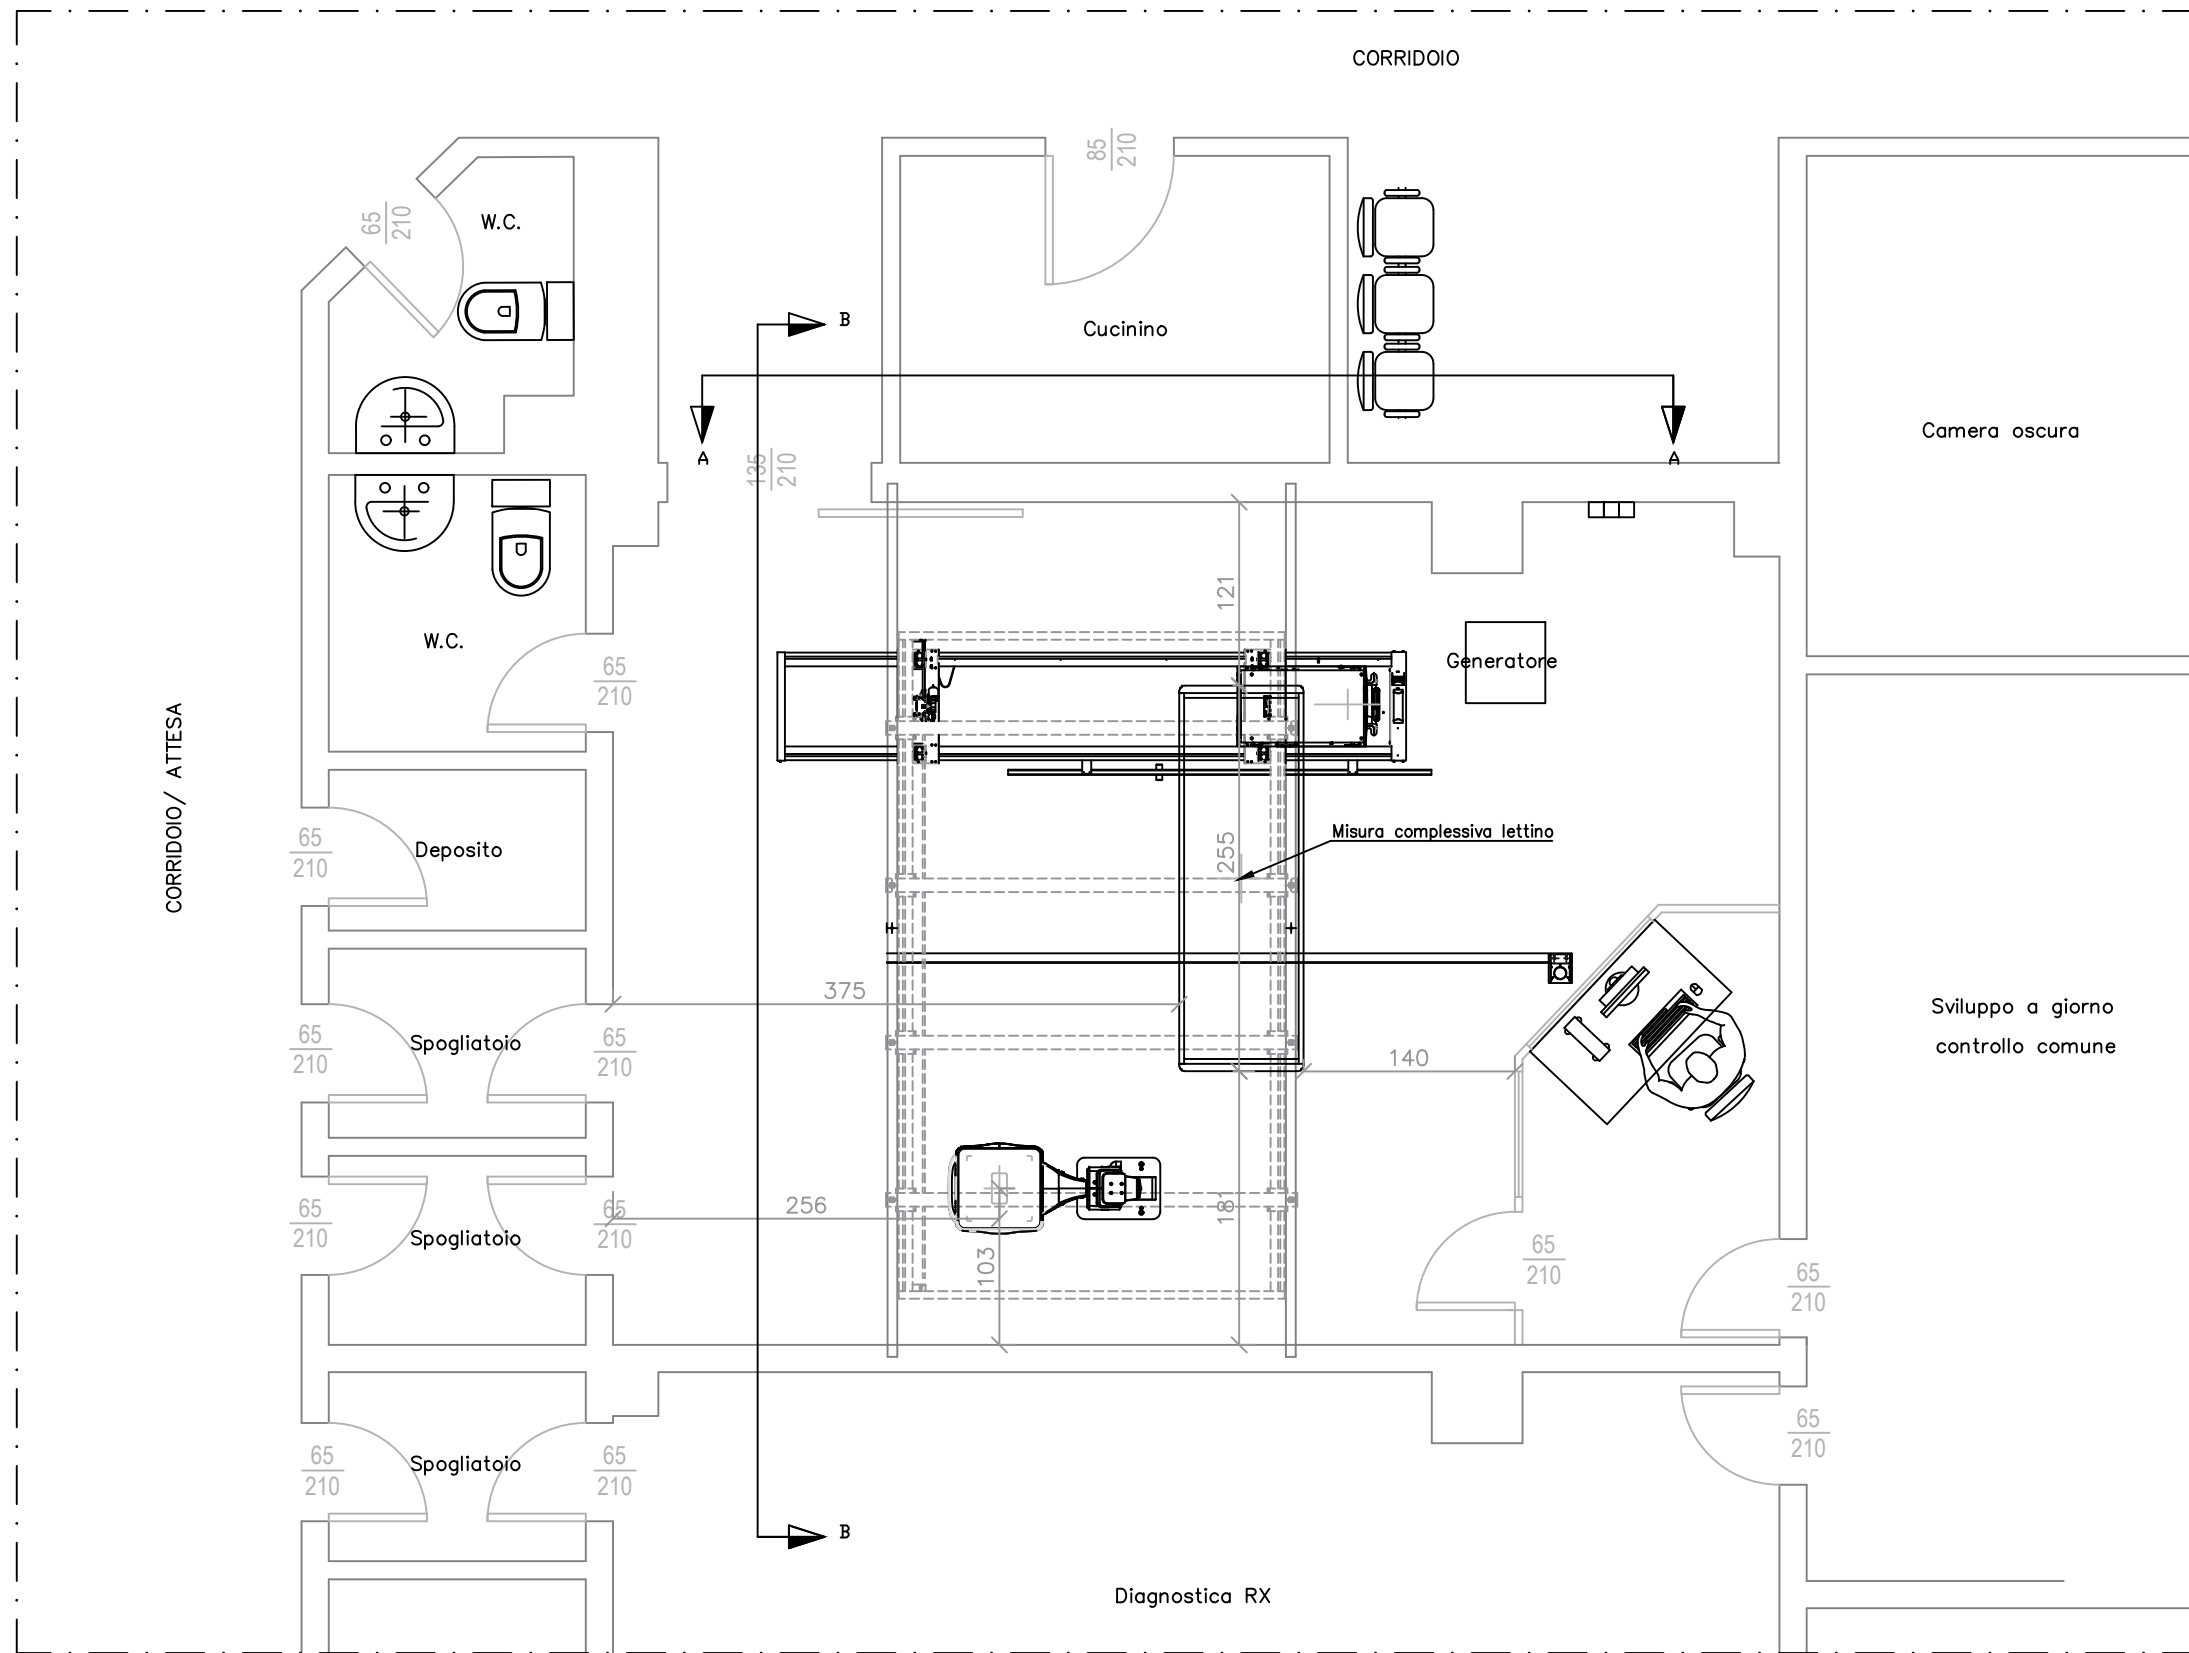 CORRIDOIO
85
210
65
210
W.C.
B
Cucinino
Camera oscura
A
A
135
210
121
W.C.
65
210
Generatore
CORRIDOIO/ ATTESA
Misura complessiva lettino
255
65
210
Deposito
375
Sviluppo a giorno
controllo comune
65
210
Spogliatoio
65
210
140
256
181
103
65
210
Spogliatoio
65
210
65
210
65
210
65
210
65
210
Spogliatoio
65
210
B
Diagnostica RX